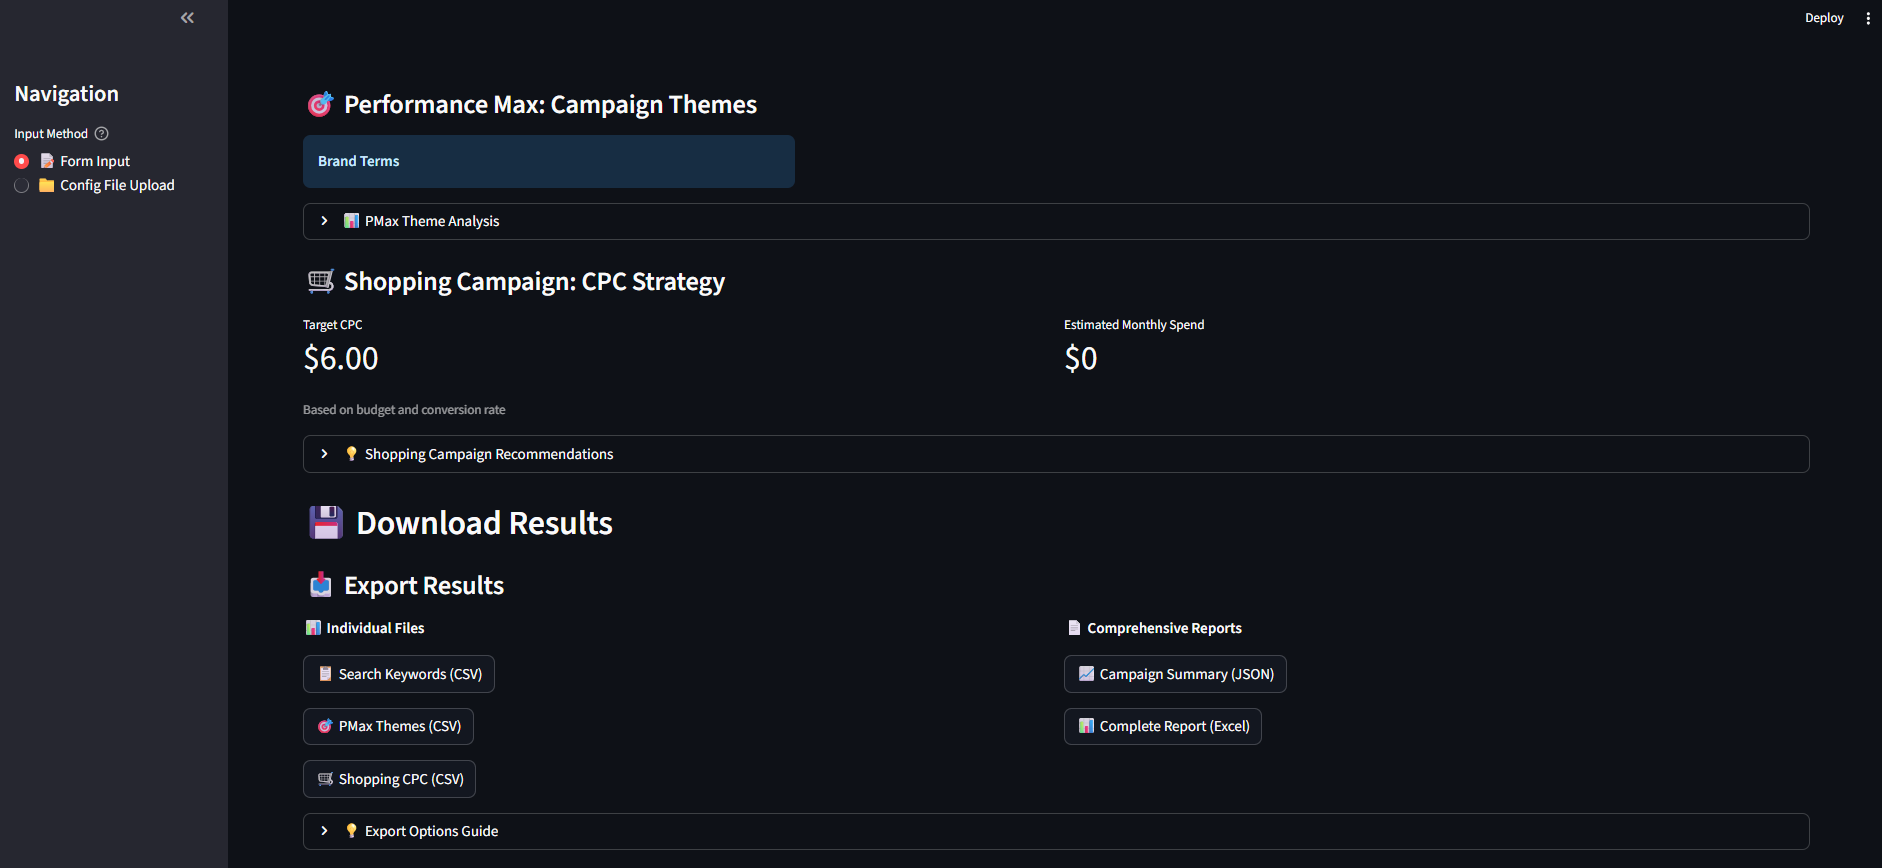 Deploy
Navigation
Input Method
Form Input
Config File Upload
Performance Max: Campaign Themes
Brand Terms
PMax Theme Analysis
Shopping Campaign: CPC Strategy
Target CPC
$6.00
Estimated Monthly Spend
$0
Based on budget and conversion rate
Shopping Campaign Recommendations
Download Results
Export Results
Individual Files
Search Keywords (CSV)
PMax Themes (CSV)
Shopping CPC (CSV)
Comprehensive Reports
Campaign Summary (JSON)
Complete Report (Excel)
Export Options Guide